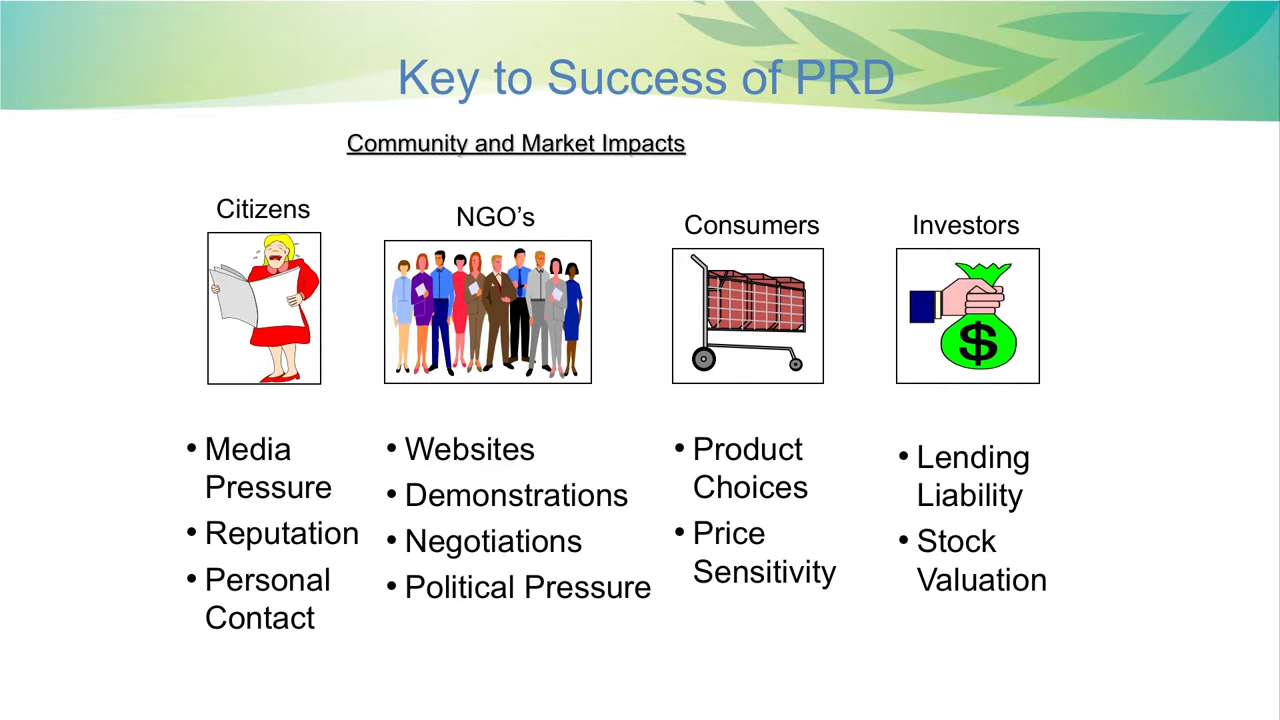 Key to Success of PRD
Community and Market Impacts
Citizens
NGO’s
Consumers
Investors
$
• Media
Pressure
• Reputation
• Personal
Contact
• Websites
• Demonstrations
• Negotiations
• Political Pressure
• Product
Choices
• Price
Sensitivity
• Lending
Liability
• Stock
Valuation